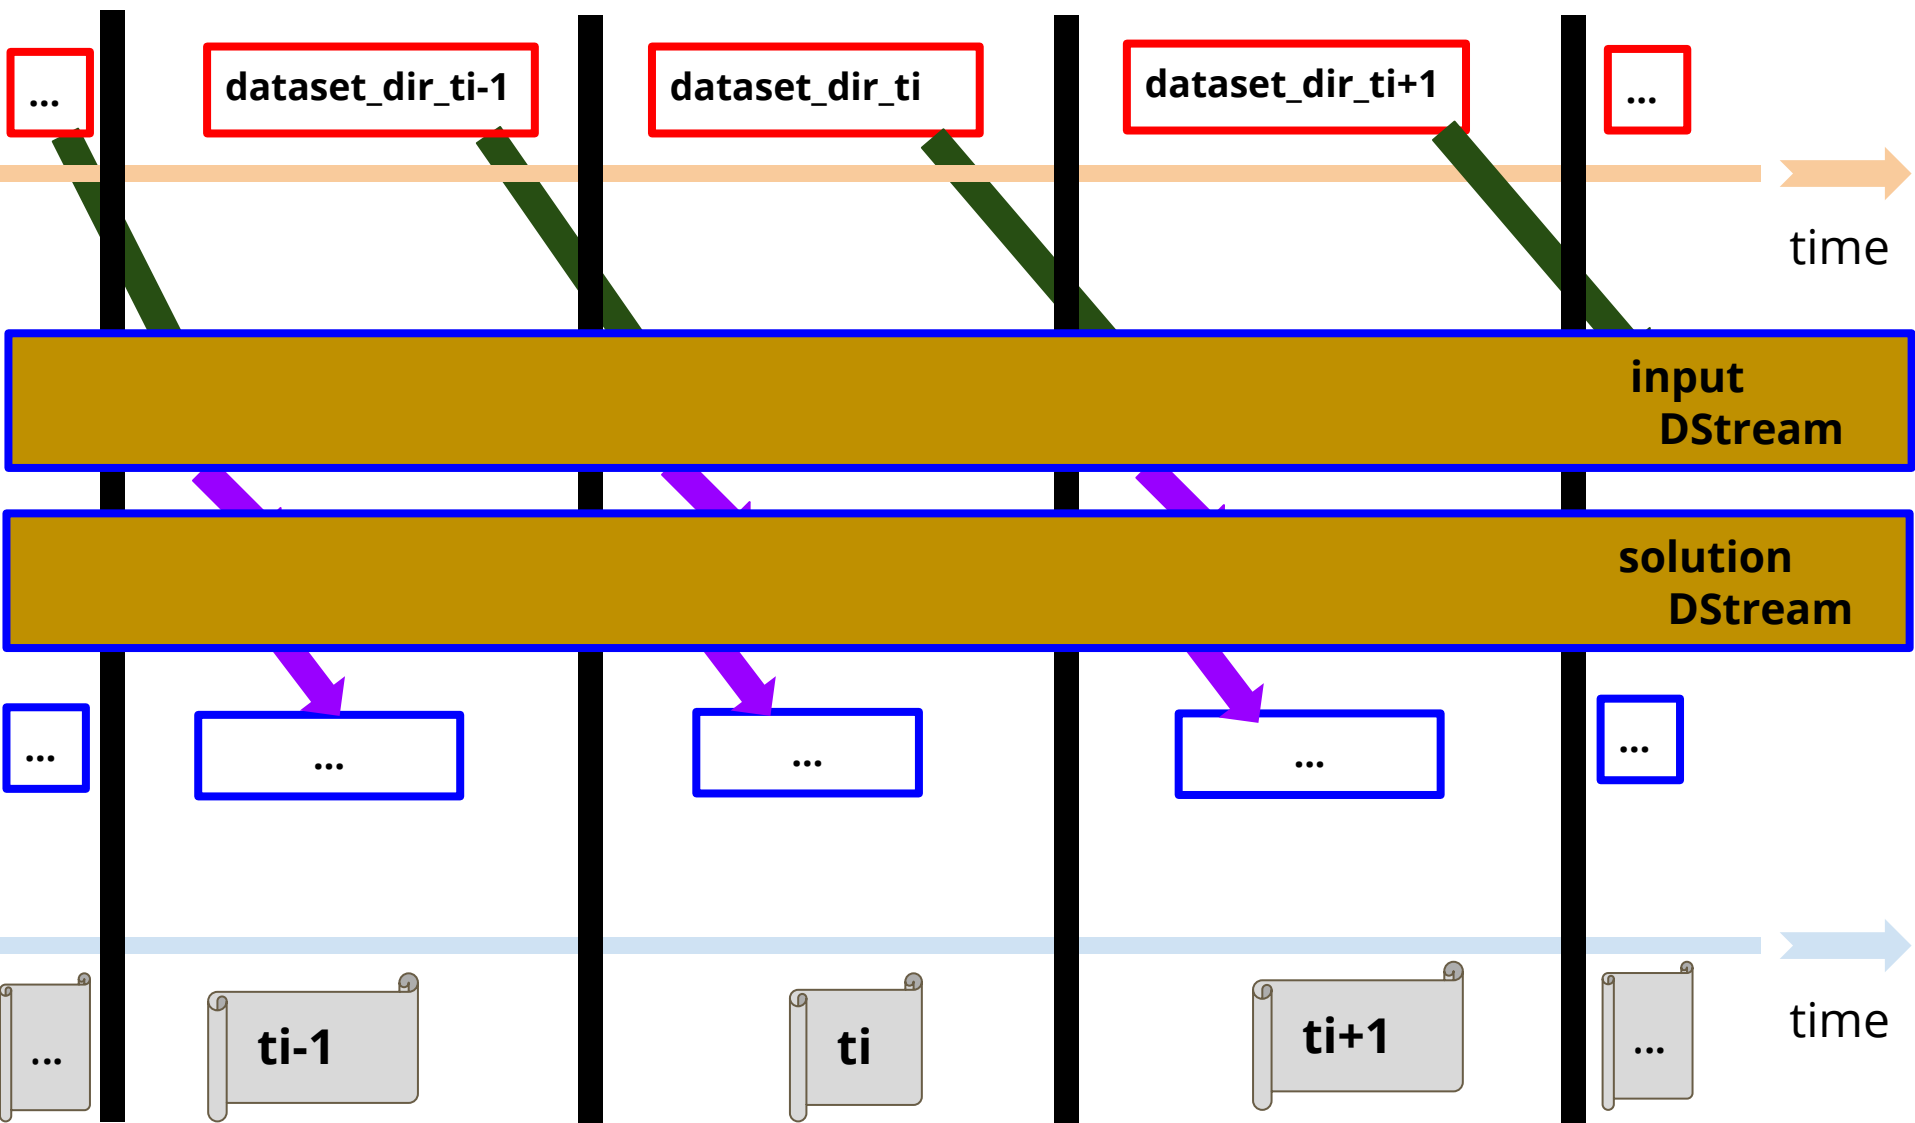 ...
dataset_dir_ti-1
dataset_dir_ti
dataset_dir_ti+1
...
time
input
DStream
solution
DStream
...
...
...
...
...
...
ti-1
ti
ti+1
...
time